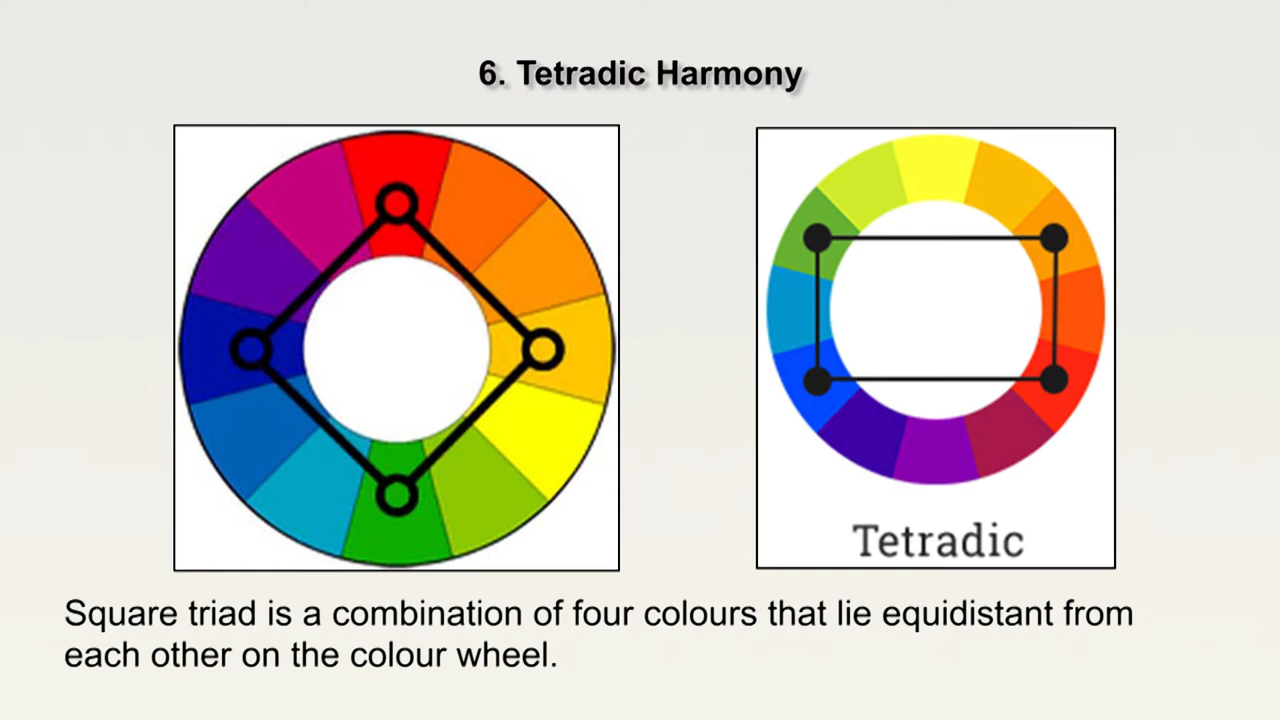 6. Tetradic Harmony
Tetradic
Square triad is a combination of four colours that lie equidistant from
each other on the colour wheel.